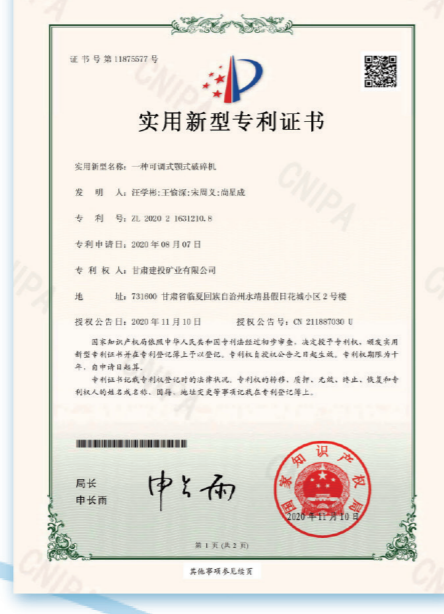 证书号第11875577号
实用新型专利证书
实用新型名称：一种可调式颚式破碎机
发 明 人：汪学彬;王愉深;宋周义;尚星成
专 利 号：ZL 2020 2 1631210.8
专利申请日：2020年08月07日
专 利 权 人：甘肃建投矿业有限公司
地 址：731600 甘肃省临夏回族自治州永靖县假日花城小区2号楼
授权公告日：2020年11月10日 授权公告号：CN 211887030 U
国家知识产权局依照中华人民共和国专利法经过初步审查，决定授予专利权，颁发实用
新型专利证书并在专利登记簿上予以登记。专利权自授权公告之日起生效。专利权期限为十
年，自申请日起算。
专利证书记载专利权登记时的法律状况。专利权的转移、质押、无效、终止、恢复和专
利权人的姓名或名称、国籍、地址变更等事项记载在专利登记簿上。
局长
申长雨
申长雨
国家知识产权局
2020年11月10日
第 1 页 (共 2 页)
其他事项参见续页
CNIPA